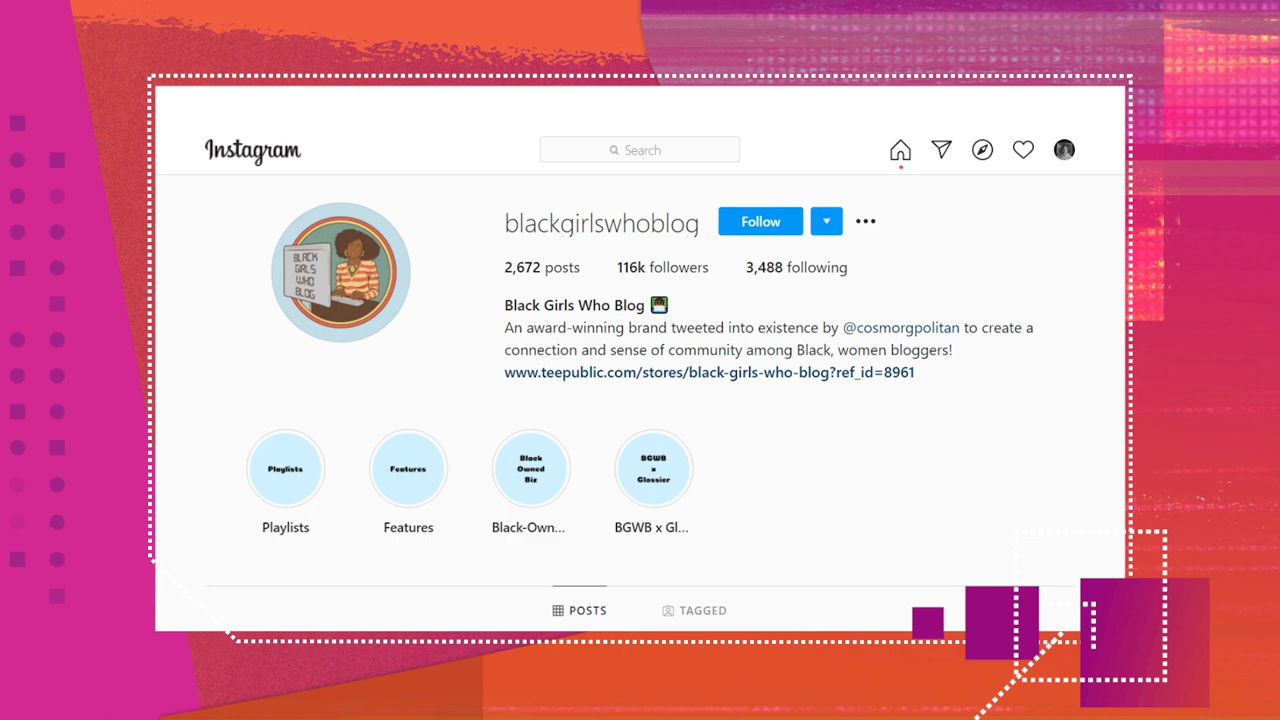 Instagram
Search
blackgirlswhoblog
Follow
2,672 posts 116k followers 3,488 following
Black Girls Who Blog
An award-winning brand tweeted into existence by @cosmorgpolitan to create a
connection and sense of community among Black, women bloggers!
www.teepublic.com/stores/black-girls-who-blog?ref_id=8961
BLACK
GIRLS
WHO
BLOG
Playlists
Features
Black
Owned
Biz
BGWB
x
Glossier
Playlists
Features
Black-Own...
BGWB x Gl...
POSTS
TAGGED